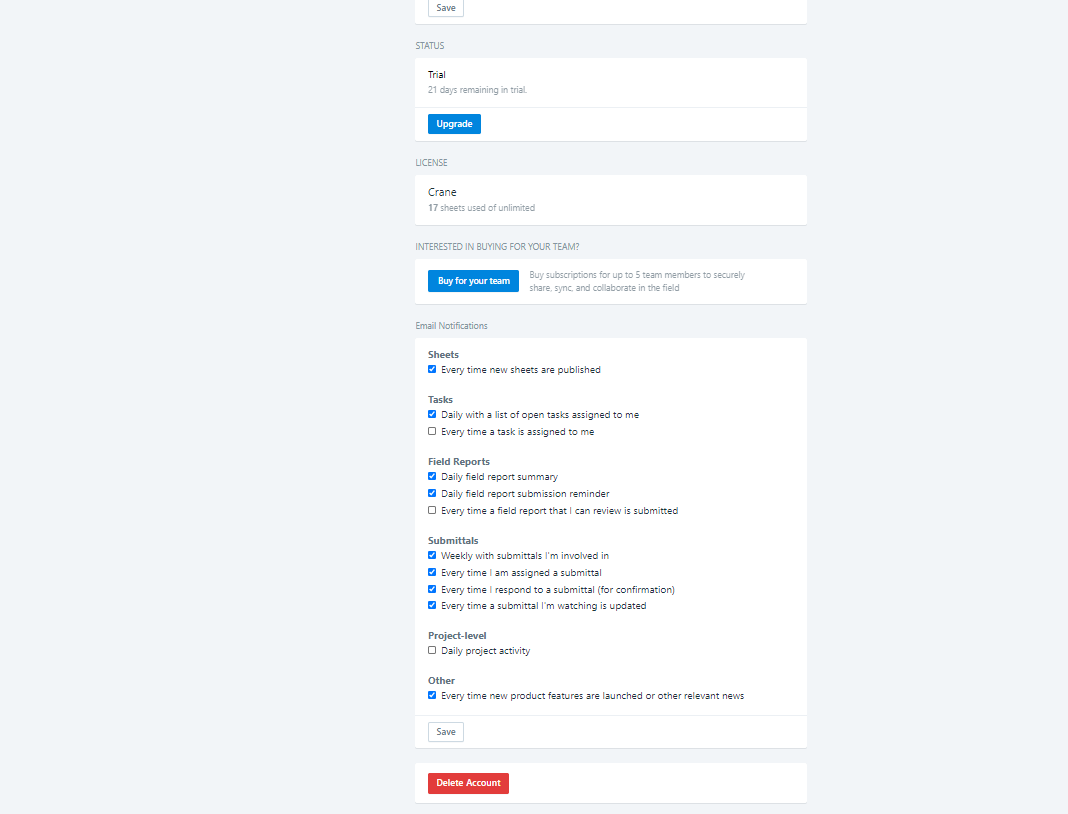 Save
STATUS
Trial
21 days remaining in trial.
Upgrade
LICENSE
Crane
17 sheets used of unlimited
INTERESTED IN BUYING FOR YOUR TEAM?
Buy for your team
Buy subscriptions for up to 5 team members to securely
share, sync, and collaborate in the field
Email Notifications
Sheets
Every time new sheets are published
Tasks
Daily with a list of open tasks assigned to me
Every time a task is assigned to me
Field Reports
Daily field report summary
Daily field report submission reminder
Every time a field report that I can review is submitted
Submittals
Weekly with submittals I'm involved in
Every time I am assigned a submittal
Every time I respond to a submittal (for confirmation)
Every time a submittal I'm watching is updated
Project-level
Daily project activity
Other
Every time new product features are launched or other relevant news
Save
Delete Account